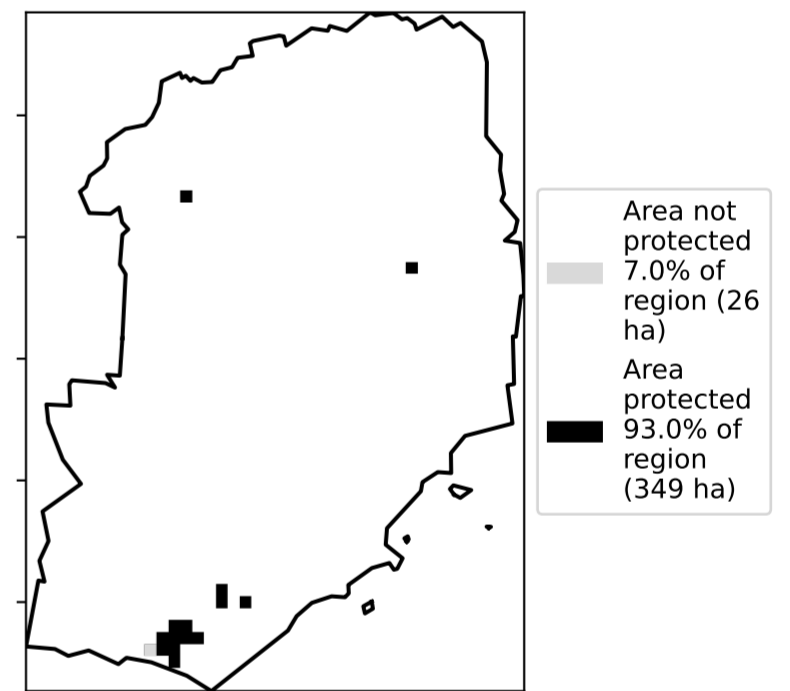 Area not
protected
7.0% of
region (26
ha)
Area
protected
93.0% of
region
(349 ha)